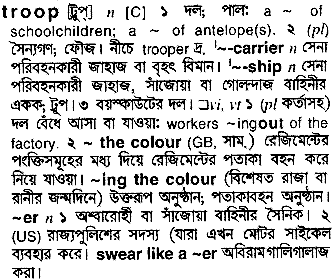 troop [ট্রূপ্] n [C] ১ দল; পাল: a ~ of
schoolchildren; a ~ of antelope(s). ২ (pl)
সৈন্যগণ; ফৌজ। নীচে trooper দ্র. '~-carrier n সেনা
পরিবহনকারী জাহাজ বা বৃহৎ বিমান। '~-ship n সেনা
পরিবহনকারী জাহাজ, সাঁজোয়া বা গোলন্দাজ বাহিনীর
একক; ট্রূপ। ৩ বয়স্কাউটের দল। □vi, vt ১ (pl কর্তাসহ)
দল বেঁধে আসা বা যাওয়া: workers ~ingout of the
factory. ২ ~ the colour (GB, সাম.) রেজিমেন্টের
পংক্তিসমূহের মধ্য দিয়ে রেজিমেন্টের পতাকা বহন করে
নিয়ে যাওয়া। ~ing the colour (বিশেষত রাজা বা
রানীর জন্মদিনে) উক্তরূপ অনুষ্ঠান; পতাকাবহন অনুষ্ঠান।
~er n ১ অশ্বারোহী বা সাঁজোয়া বাহিনীর সৈনিক। ২
(US) রাজ্যপুলিশের সদস্য (যারা এখন মোটর সাইকেল
ব্যবহার করে। swear like a ~er অবিরামগালিগালাজ
করা।